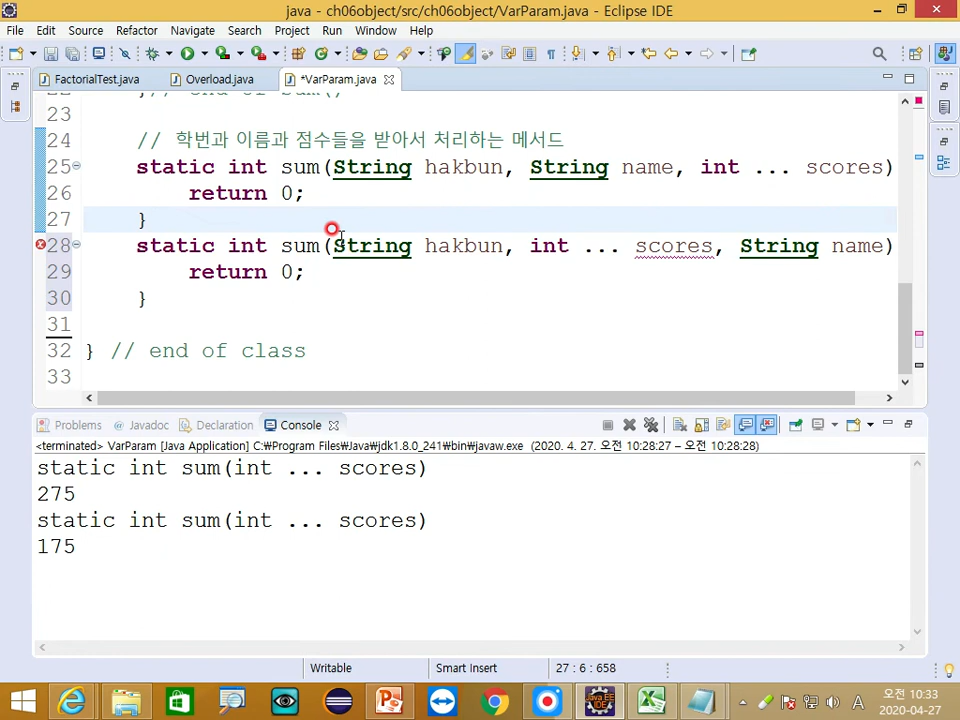 java - ch06object/src/ch06object/VarParam.java - Eclipse IDE
File Edit Source Refactor Navigate Search Project Run Window Help
FactorialTest.java Overload.java *VarParam.java
23
24 // 학번과 이름과 점수들을 받아서 처리하는 메서드
25 static int sum(String hakbun, String name, int ... scores)
26 return 0;
27 }
28 static int sum(String hakbun, int ... scores, String name)
29 return 0;
30 }
31
32 } // end of class
33
Problems @ Javadoc Declaration Console
<terminated> VarParam [Java Application] C:₩Program Files₩Java₩jdk1.8.0_241₩bin₩javaw.exe (2020. 4. 27. 오전 10:28:27 – 오전 10:28:28)
static int sum(int ... scores)
275
static int sum(int ... scores)
175
Writable Smart Insert 27 : 6 : 658
A 오전 10:33
2020-04-27